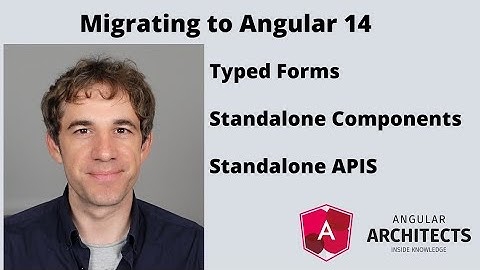 Migrating to Angular 14
Typed Forms
Standalone Components
Standalone APIS
A
ANGULAR
ARCHITECTS
INSIDE KNOWLEDGE